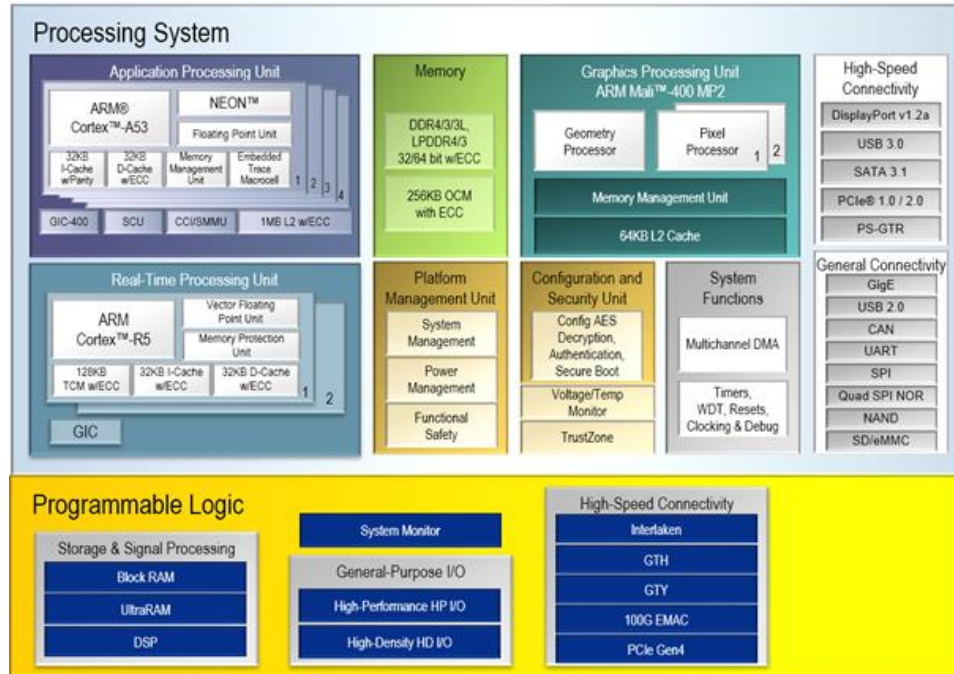 Processing System
Application Processing Unit
ARM®
Cortex™-A53
NEON™
Floating Point Unit
32KB
I-Cache
w/Parity
32KB
D-Cache
w/ECC
Memory
Management
Unit
Embedded
Trace
Macrocell
1
2
3
4
GIC-400
SCU
CCI/SMMU
1MB L2 w/ECC
Memory
DDR4/3/3L,
LPDDR4/3
32/64 bit w/ECC
256KB OCM
with ECC
Graphics Processing Unit
ARM Mali™-400 MP2
Geometry
Processor
Pixel
Processor
1
2
Memory Management Unit
64KB L2 Cache
High-Speed
Connectivity
DisplayPort v1.2a
USB 3.0
SATA 3.1
PCIe® 1.0 / 2.0
PS-GTR
Real-Time Processing Unit
ARM
Cortex™-R5
Vector Floating
Point Unit
Memory Protection
Unit
128KB
TCM w/ECC
32KB I-Cache
w/ECC
32KB D-Cache
w/ECC
1
2
GIC
Platform
Management Unit
System
Management
Power
Management
Functional
Safety
Configuration and
Security Unit
Config AES
Decryption,
Authentication,
Secure Boot
Voltage/Temp
Monitor
TrustZone
System
Functions
Multichannel DMA
Timers,
WDT, Resets,
Clocking & Debug
General Connectivity
GigE
USB 2.0
CAN
UART
SPI
Quad SPI NOR
NAND
SD/eMMC
Programmable Logic
Storage & Signal Processing
Block RAM
UltraRAM
DSP
System Monitor
General-Purpose I/O
High-Performance HP I/O
High-Density HD I/O
High-Speed Connectivity
Interlaken
GTH
GTY
100G EMAC
PCIe Gen4